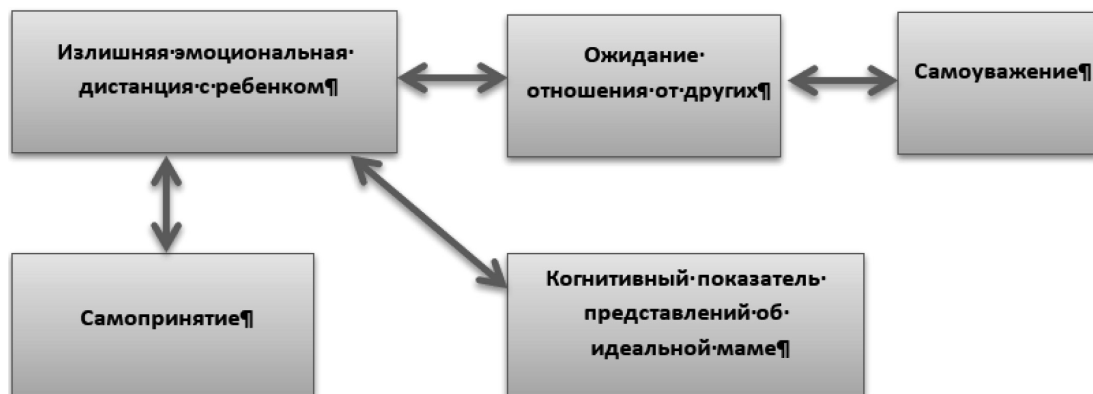 Излишняя·эмоциональная·
дистанция·с·ребенком¶
Ожидание·
отношения·от·других¶
Самоуважение¶
Самопринятие¶
Когнитивный·показатель·
представлений·об·
идеальной·маме¶